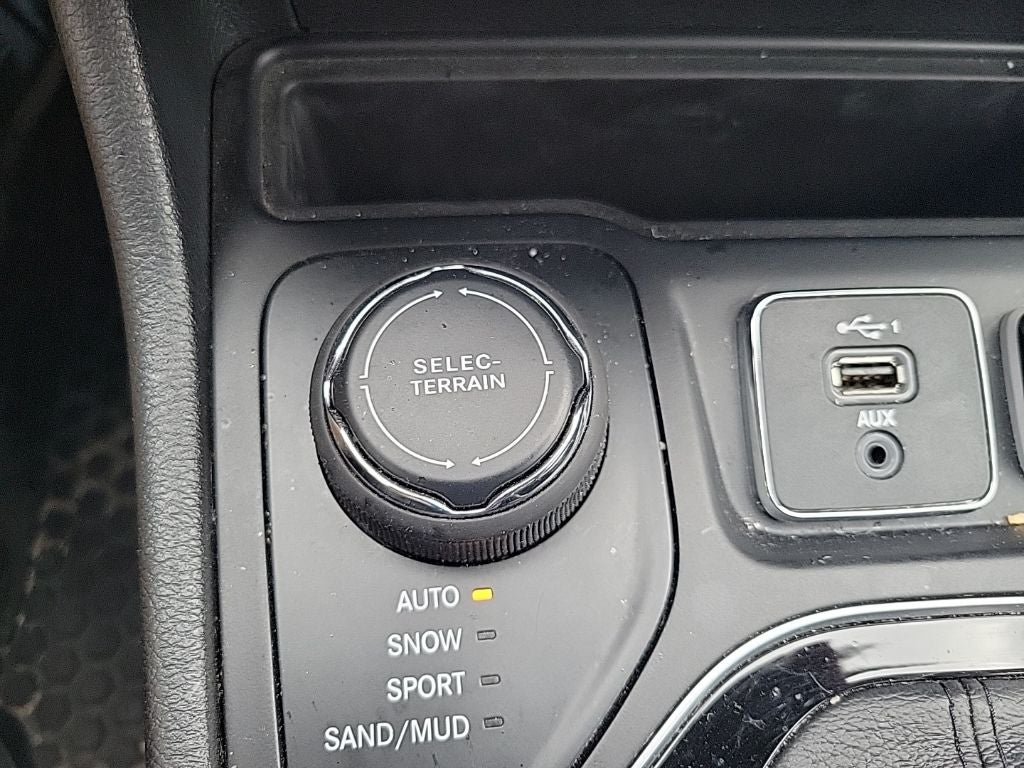 SELEC-
TERRAIN
1
AUX
AUTO
SNOW
SPORT
SAND/MUD